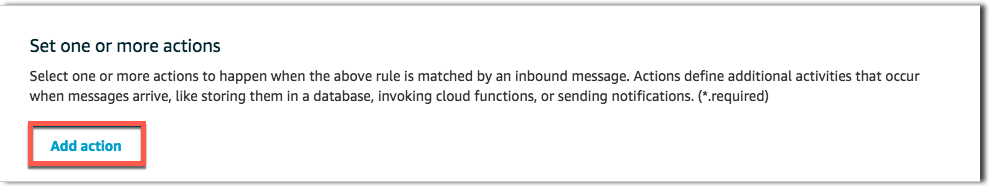 Set one or more actions
Select one or more actions to happen when the above rule is matched by an inbound message. Actions define additional activities that occur
when messages arrive, like storing them in a database, invoking cloud functions, or sending notifications. (*.required)
Add action